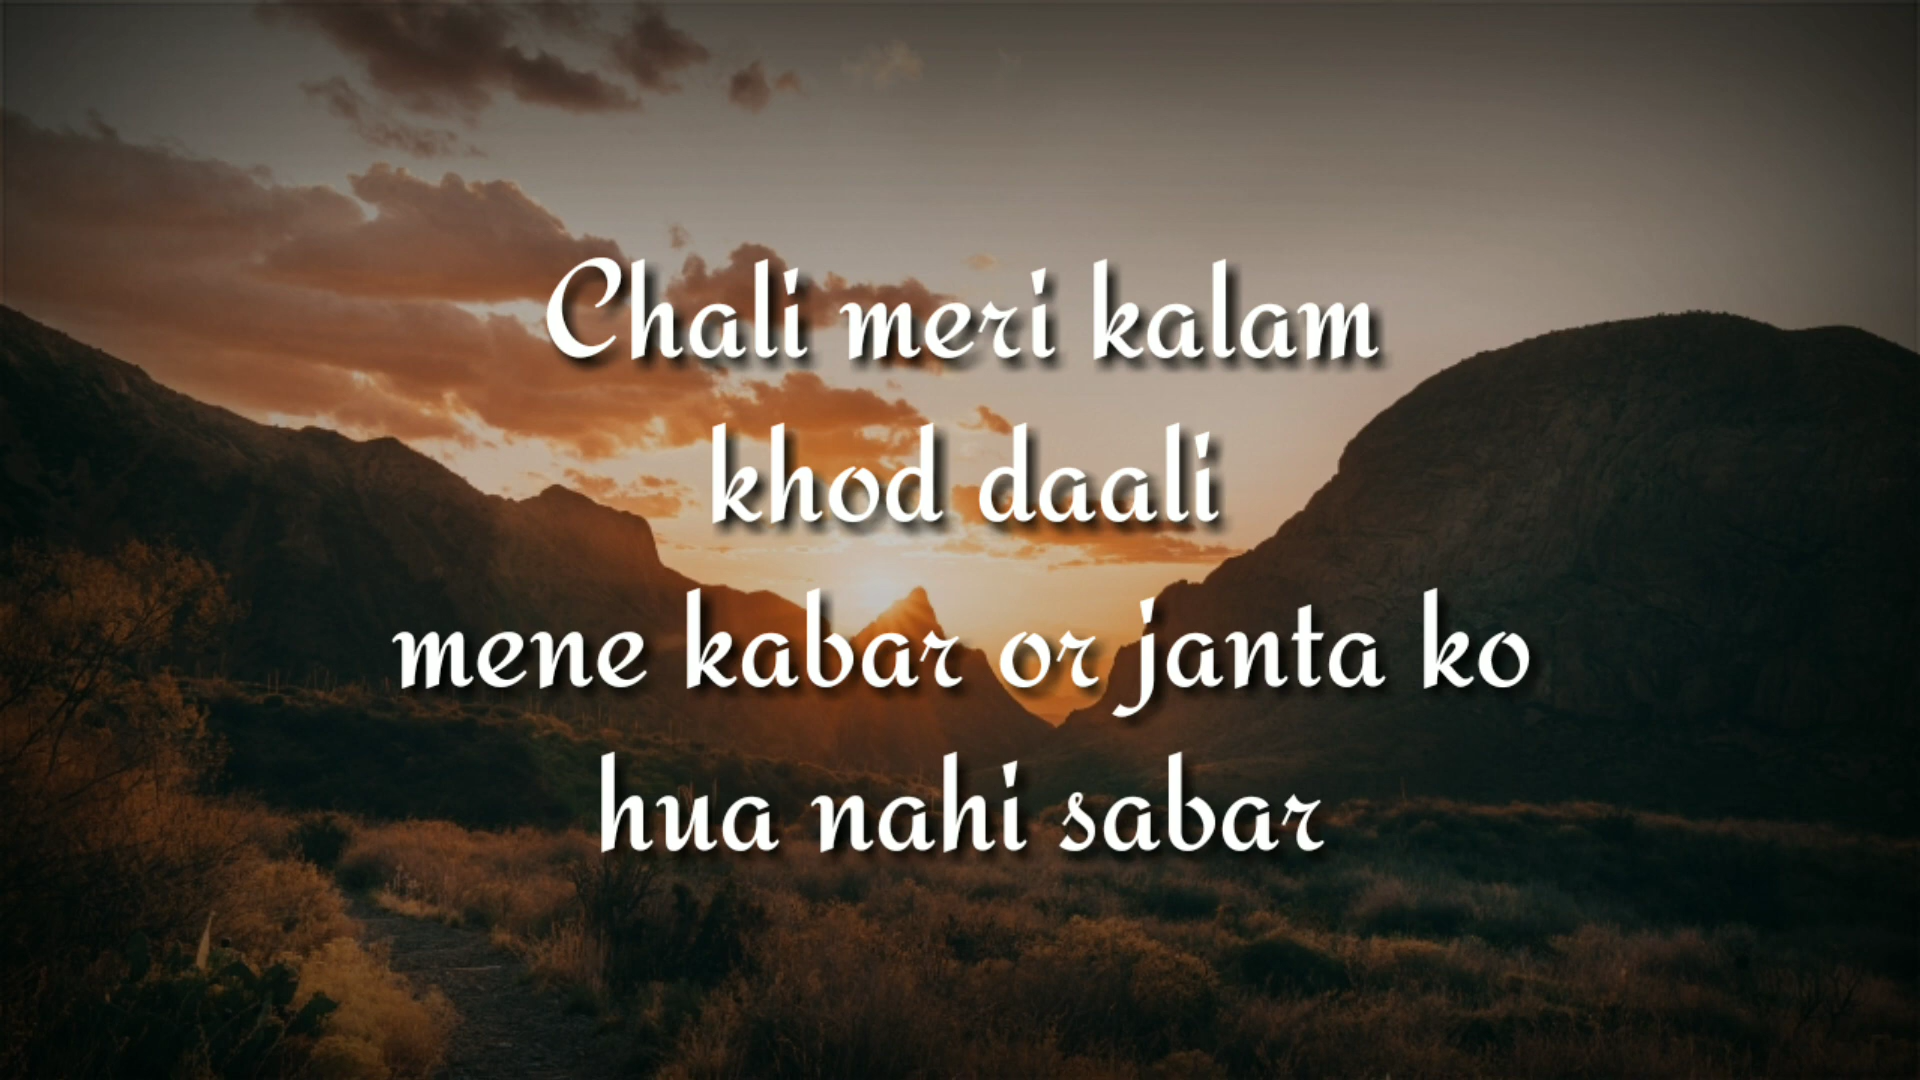 Chali meri kalam
khod daali
mene kabar or janta ko
hua nahi sabar